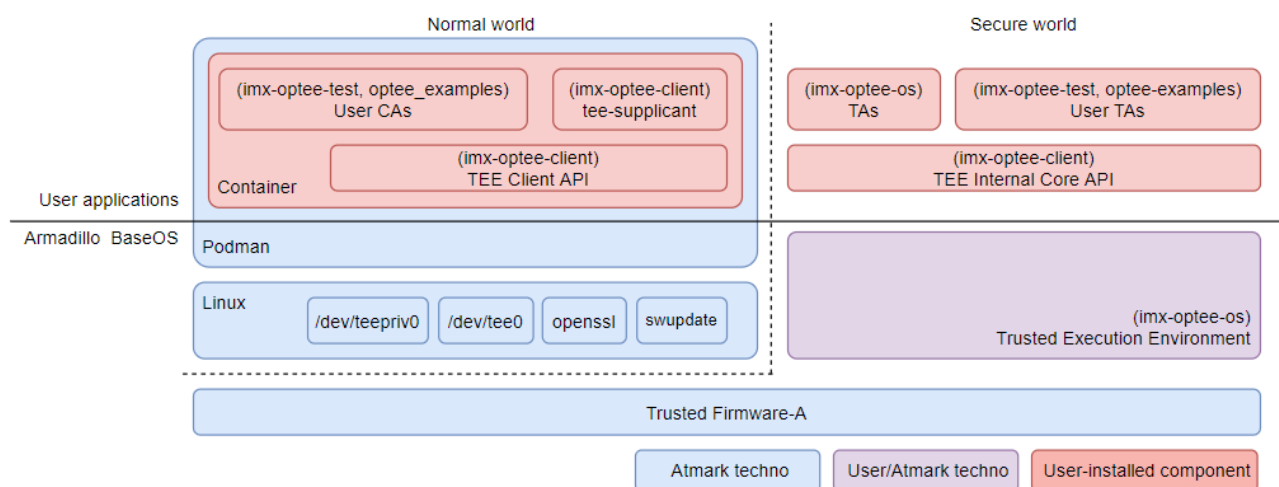 Normal world
Secure world
(imx-optee-test, optee_examples)
User CAs
(imx-optee-client)
tee-supplicant
(imx-optee-os)
TAs
(imx-optee-test, optee-examples)
User TAs
(imx-optee-client)
TEE Client API
Container
(imx-optee-client)
TEE Internal Core API
User applications
Armadillo BaseOS
Podman
Linux
/dev/teepriv0
/dev/tee0
openssl
swupdate
(imx-optee-os)
Trusted Execution Environment
Trusted Firmware-A
Atmark techno
User/Atmark techno
User-installed component